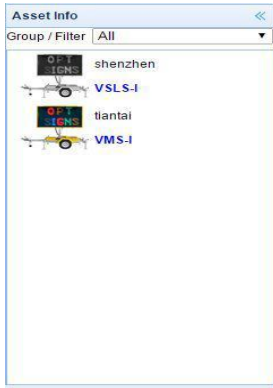 Asset Info
Group / Filter All
OPT
SIGNS
shenzhen
VSLS-I
OPT
SIGNS
tiantai
VMS-I